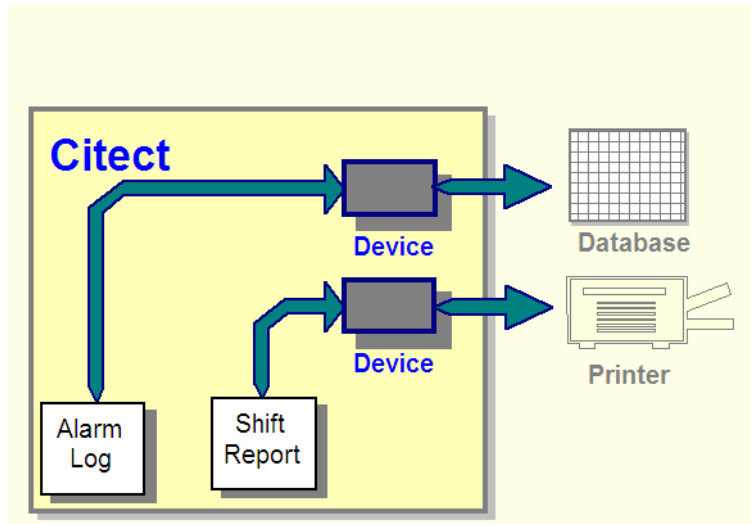 Citect
Device
Database
Device
Printer
Alarm
Log
Shift
Report